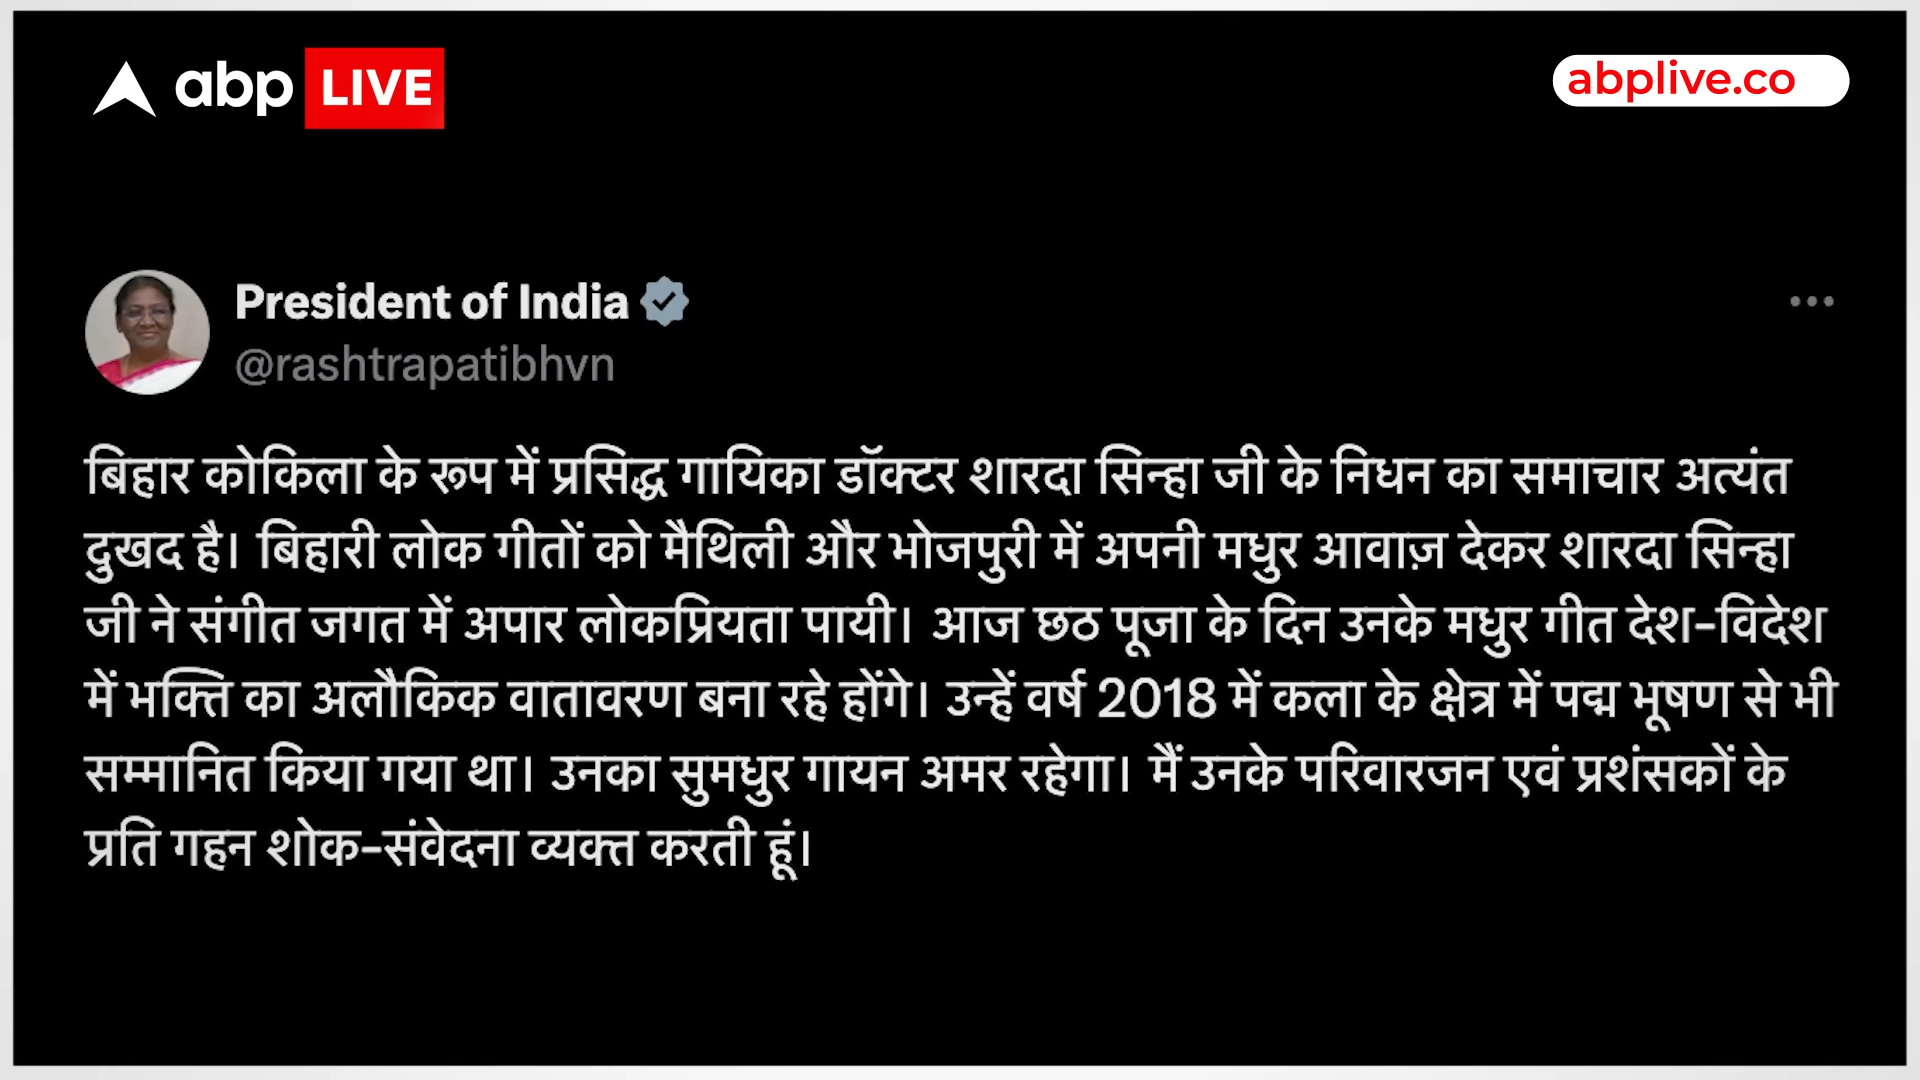 abp LIVE
abplive.co
President of India
@rashtrapatibhvn
बिहार कोकिला के रूप में प्रसिद्ध गायिका डॉक्टर शारदा सिन्हा जी के निधन का समाचार अत्यंत
दुखद है। बिहारी लोक गीतों को मैथिली और भोजपुरी में अपनी मधुर आवाज़ देकर शारदा सिन्हा
जी ने संगीत जगत में अपार लोकप्रियता पायी। आज छठ पूजा के दिन उनके मधुर गीत देश-विदेश
में भक्ति का अलौकिक वातावरण बना रहे होंगे। उन्हें वर्ष 2018 में कला के क्षेत्र में पद्म भूषण से भी
सम्मानित किया गया था। उनका सुमधुर गायन अमर रहेगा। मैं उनके परिवारजन एवं प्रशंसकों के
प्रति गहन शोक-संवेदना व्यक्त करती हूं।